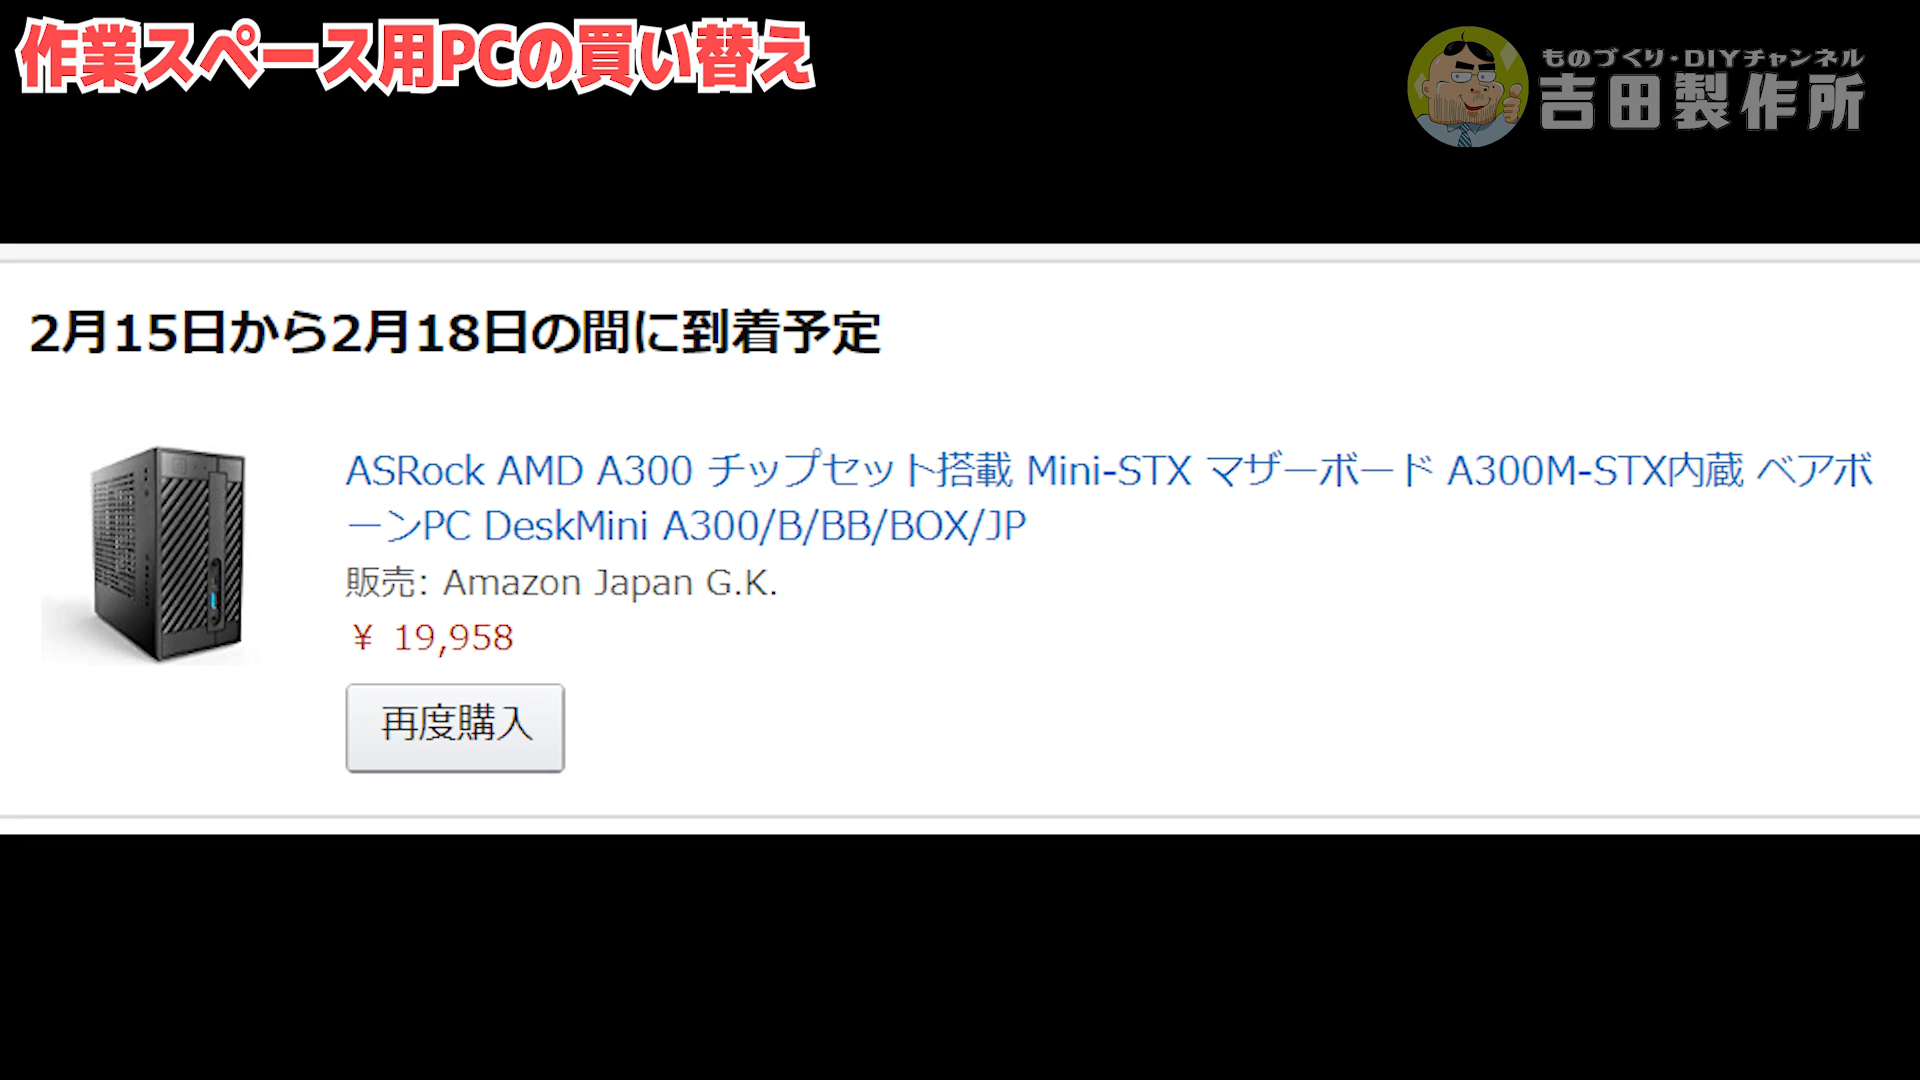 作業スペース用PCの買い替え
ものづくり・DIYチャンネル
吉田製作所
2月15日から2月18日の間に到着予定
ASRock AMD A300 チップセット搭載 Mini-STX マザーボード A300M-STX内蔵 ベアボ
ーンPC DeskMini A300/B/BB/BOX/JP
販売: Amazon Japan G.K.
￥ 19,958
再度購入